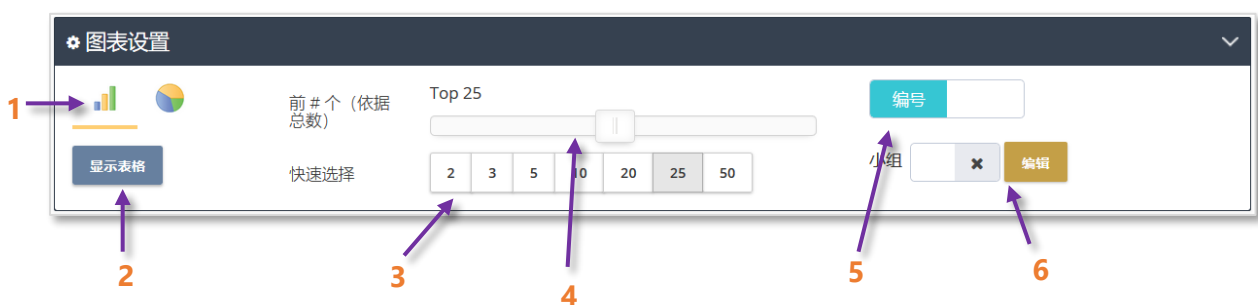 图表设置
1
前 # 个（依据
总数）
Top 25
编号
显示表格
快速选择
2 3 5 10 20 25 50
小组
编辑
2
3
4
5
6